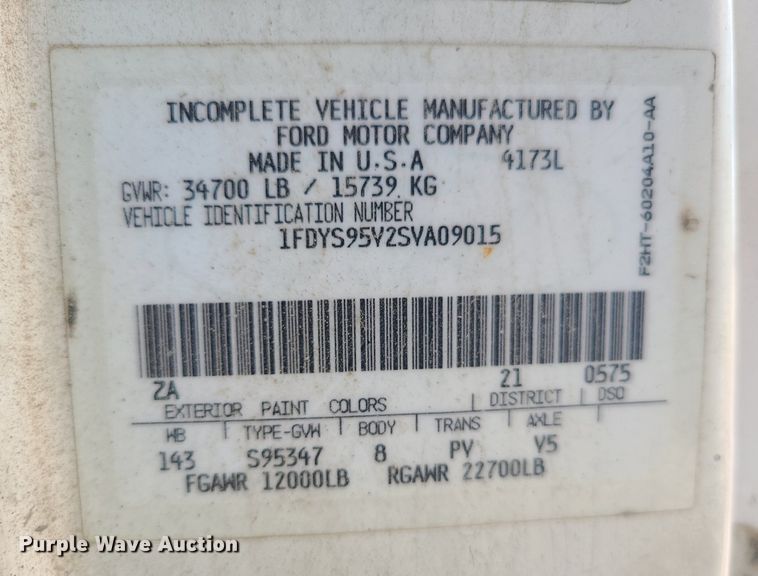 INCOMPLETE VEHICLE MANUFACTURED BY
FORD MOTOR COMPANY
MADE IN U.S.A 4173L
GVWR: 34700 LB / 15739 KG
VEHICLE IDENTIFICATION NUMBER
1FDYS95V2SVA09015
F2HT-60204A10-AA
ZA 21 0575
EXTERIOR PAINT COLORS DISTRICT DSO
WB TYPE-GVW BODY TRANS AXLE
143 S95347 8 PV V5
FGAWR 12000LB RGAWR 22700LB
Purple Wave Auction